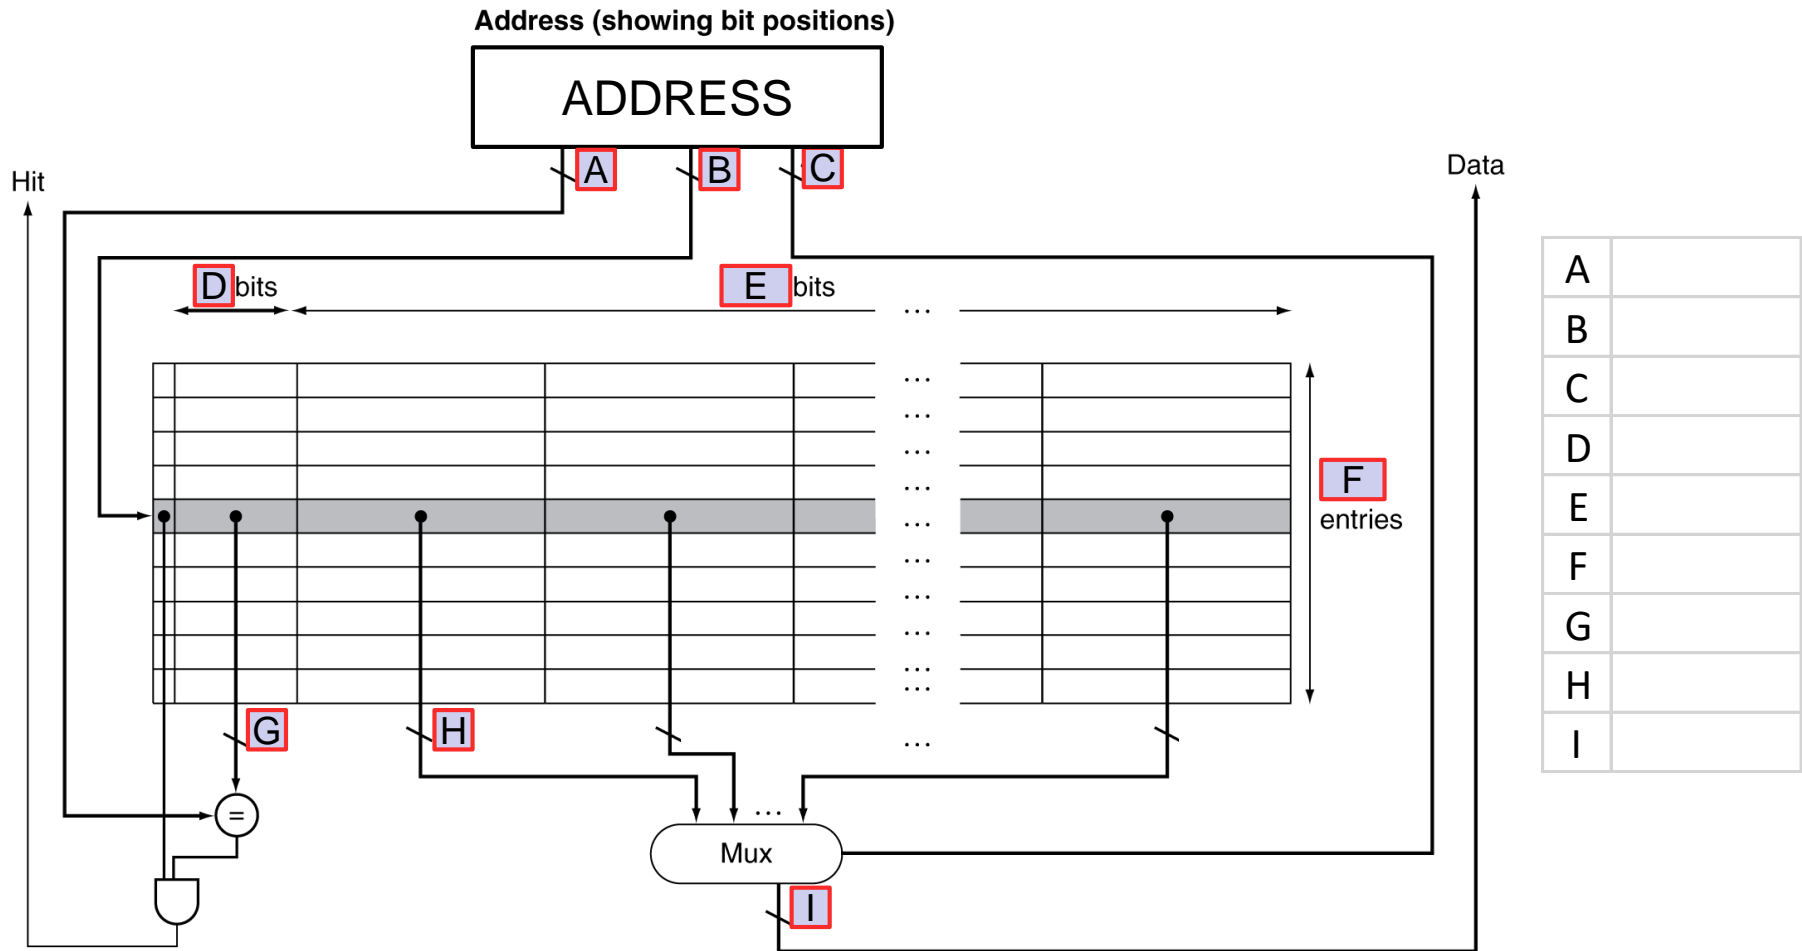 Address (showing bit positions)
ADDRESS
A B C
Hit
Data
D bits
E bits
...
...
...
...
...
F
entries
...
...
...
...
...
...
G H
...
=
...
Mux
I
A
B
C
D
E
F
G
H
I